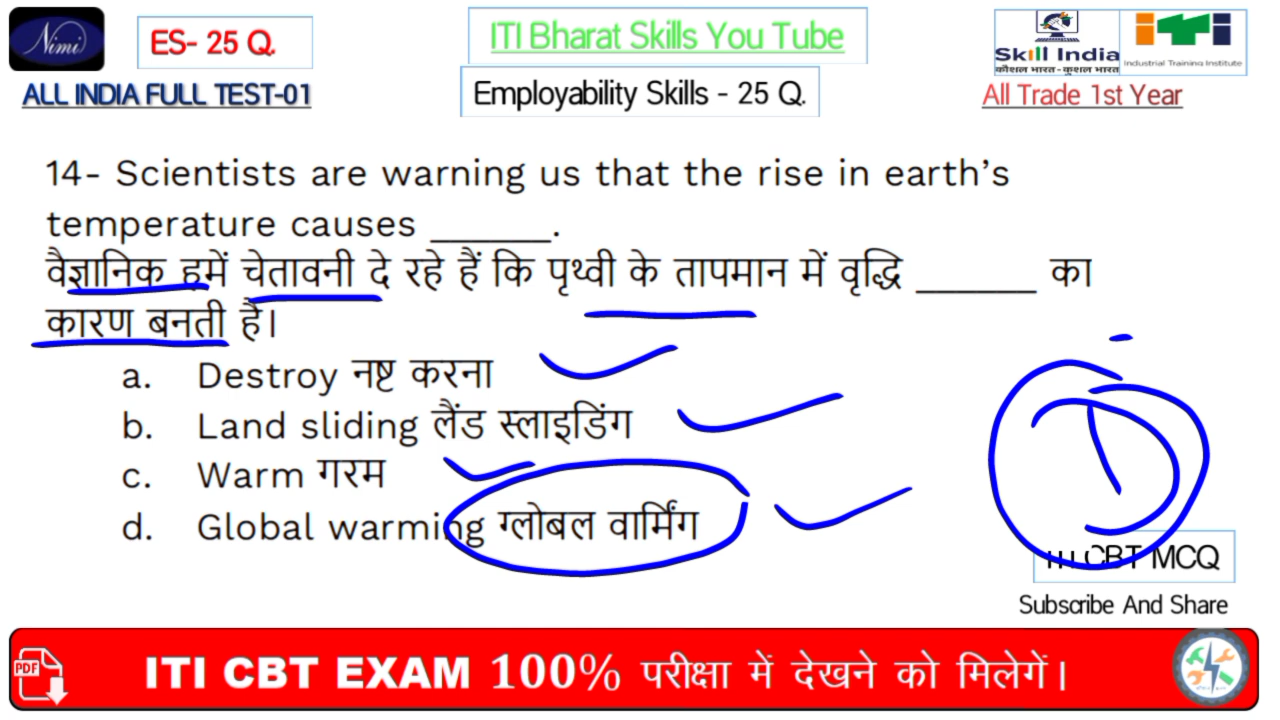 Nimi
ES- 25 Q.
ITI Bharat Skills You Tube
Skill India
कौशल भारत - कुशल भारत
iTi
Industrial Training Institute
ALL INDIA FULL TEST-01
Employability Skills - 25 Q.
All Trade 1st Year
14- Scientists are warning us that the rise in earth's
temperature causes ______.
वैज्ञानिक हमें चेतावनी दे रहे हैं कि पृथ्वी के तापमान में वृद्धि ______ का
कारण बनती है।
a. Destroy नष्ट करना
b. Land sliding लैंड स्लाइडिंग
c. Warm गरम
d. Global warming ग्लोबल वार्मिंग
D
ITI CBT MCQ
Subscribe And Share
PDF
ITI CBT EXAM 100% परीक्षा में देखने को मिलेगें।